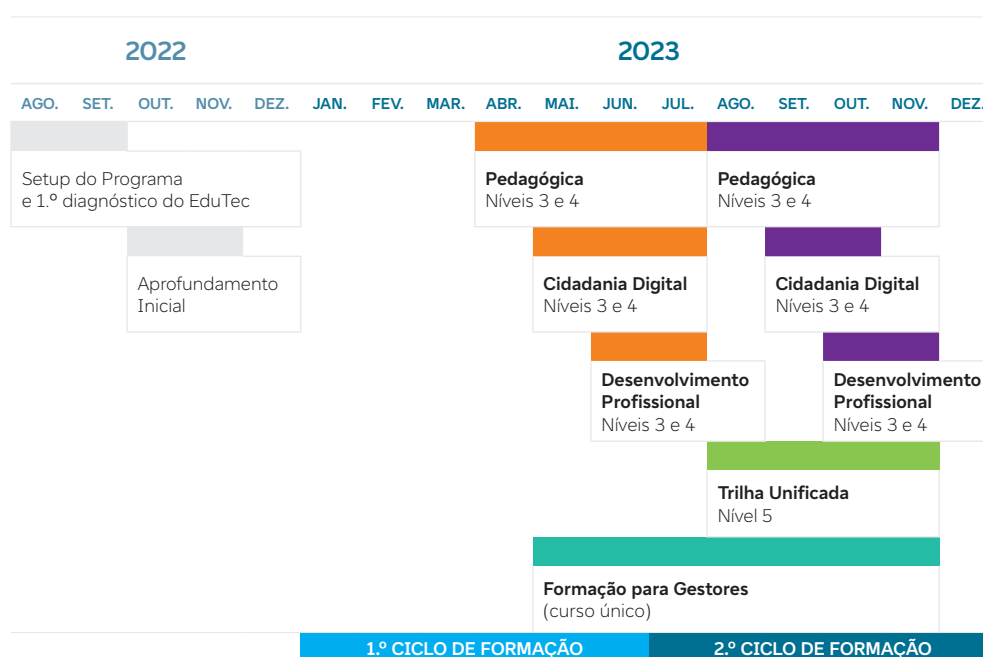 2022
2023
AGO. SET. OUT. NOV. DEZ. JAN. FEV. MAR. ABR. MAI. JUN. JUL. AGO. SET. OUT. NOV. DEZ.
Setup do Programa
e 1.º diagnóstico do EduTec
Pedagógica
Níveis 3 e 4
Pedagógica
Níveis 3 e 4
Aprofundamento
Inicial
Cidadania Digital
Níveis 3 e 4
Cidadania Digital
Níveis 3 e 4
Desenvolvimento
Profissional
Níveis 3 e 4
Desenvolvimento
Profissional
Níveis 3 e 4
Trilha Unificada
Nível 5
Formação para Gestores
(curso único)
1.º CICLO DE FORMAÇÃO
2.º CICLO DE FORMAÇÃO